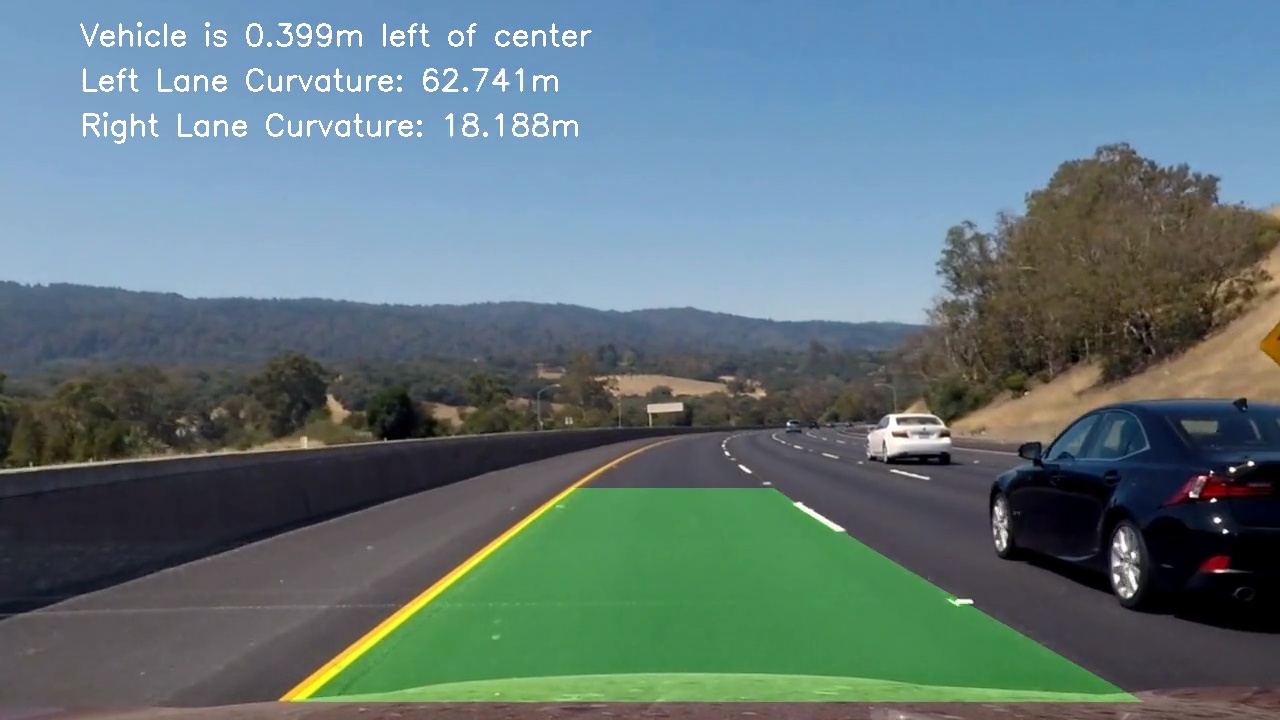 Vehicle is 0.399m left of center
Left Lane Curvature: 62.741m
Right Lane Curvature: 18.188m